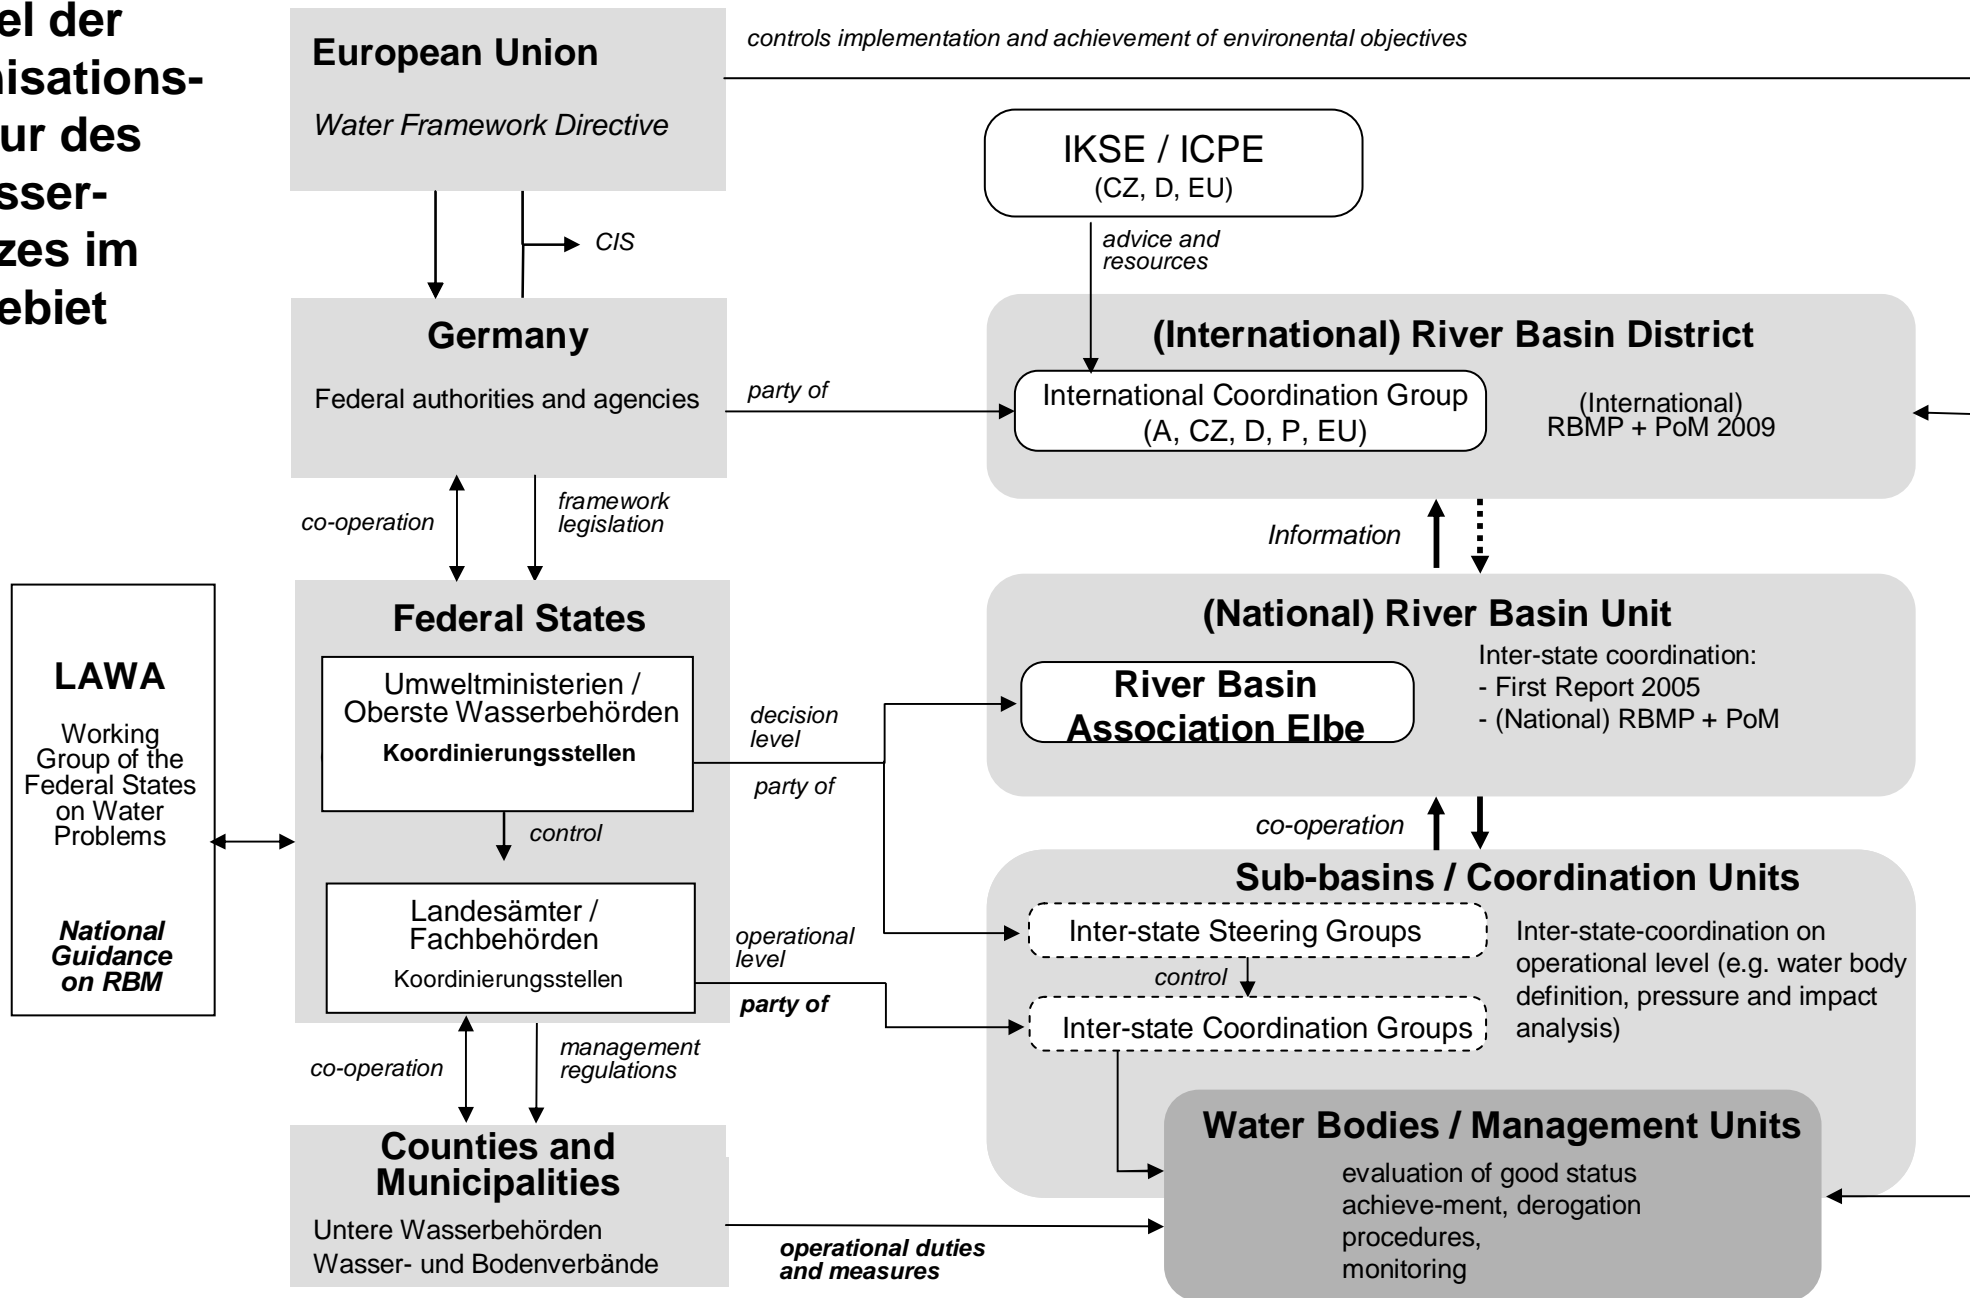 el der
nisations-
ur des
sser-
zes im
ebiet
European Union
Water Framework Directive
controls implementation and achievement of environental objectives
IKSE / ICPE
(CZ, D, EU)
CIS
advice and
resources
Germany
Federal authorities and agencies
party of
(International) River Basin District
International Coordination Group
(A, CZ, D, P, EU)
(International)
RBMP + PoM 2009
co-operation
framework
legislation
Information
LAWA
Working
Group of the
Federal States
on Water
Problems
National
Guidance
on RBM
Federal States
Umweltministerien /
Oberste Wasserbehörden
Koordinierungsstellen
control
Landesämter /
Fachbehörden
Koordinierungsstellen
decision
level
party of
operational
level
party of
(National) River Basin Unit
River Basin
Association Elbe
Inter-state coordination:
- First Report 2005
- (National) RBMP + PoM
co-operation
Sub-basins / Coordination Units
Inter-state Steering Groups
control
Inter-state Coordination Groups
Inter-state-coordination on
operational level (e.g. water body
definition, pressure and impact
analysis)
co-operation
management
regulations
Counties and
Municipalities
Untere Wasserbehörden
Wasser- und Bodenverbände
operational duties
and measures
Water Bodies / Management Units
evaluation of good status
achieve-ment, derogation
procedures,
monitoring